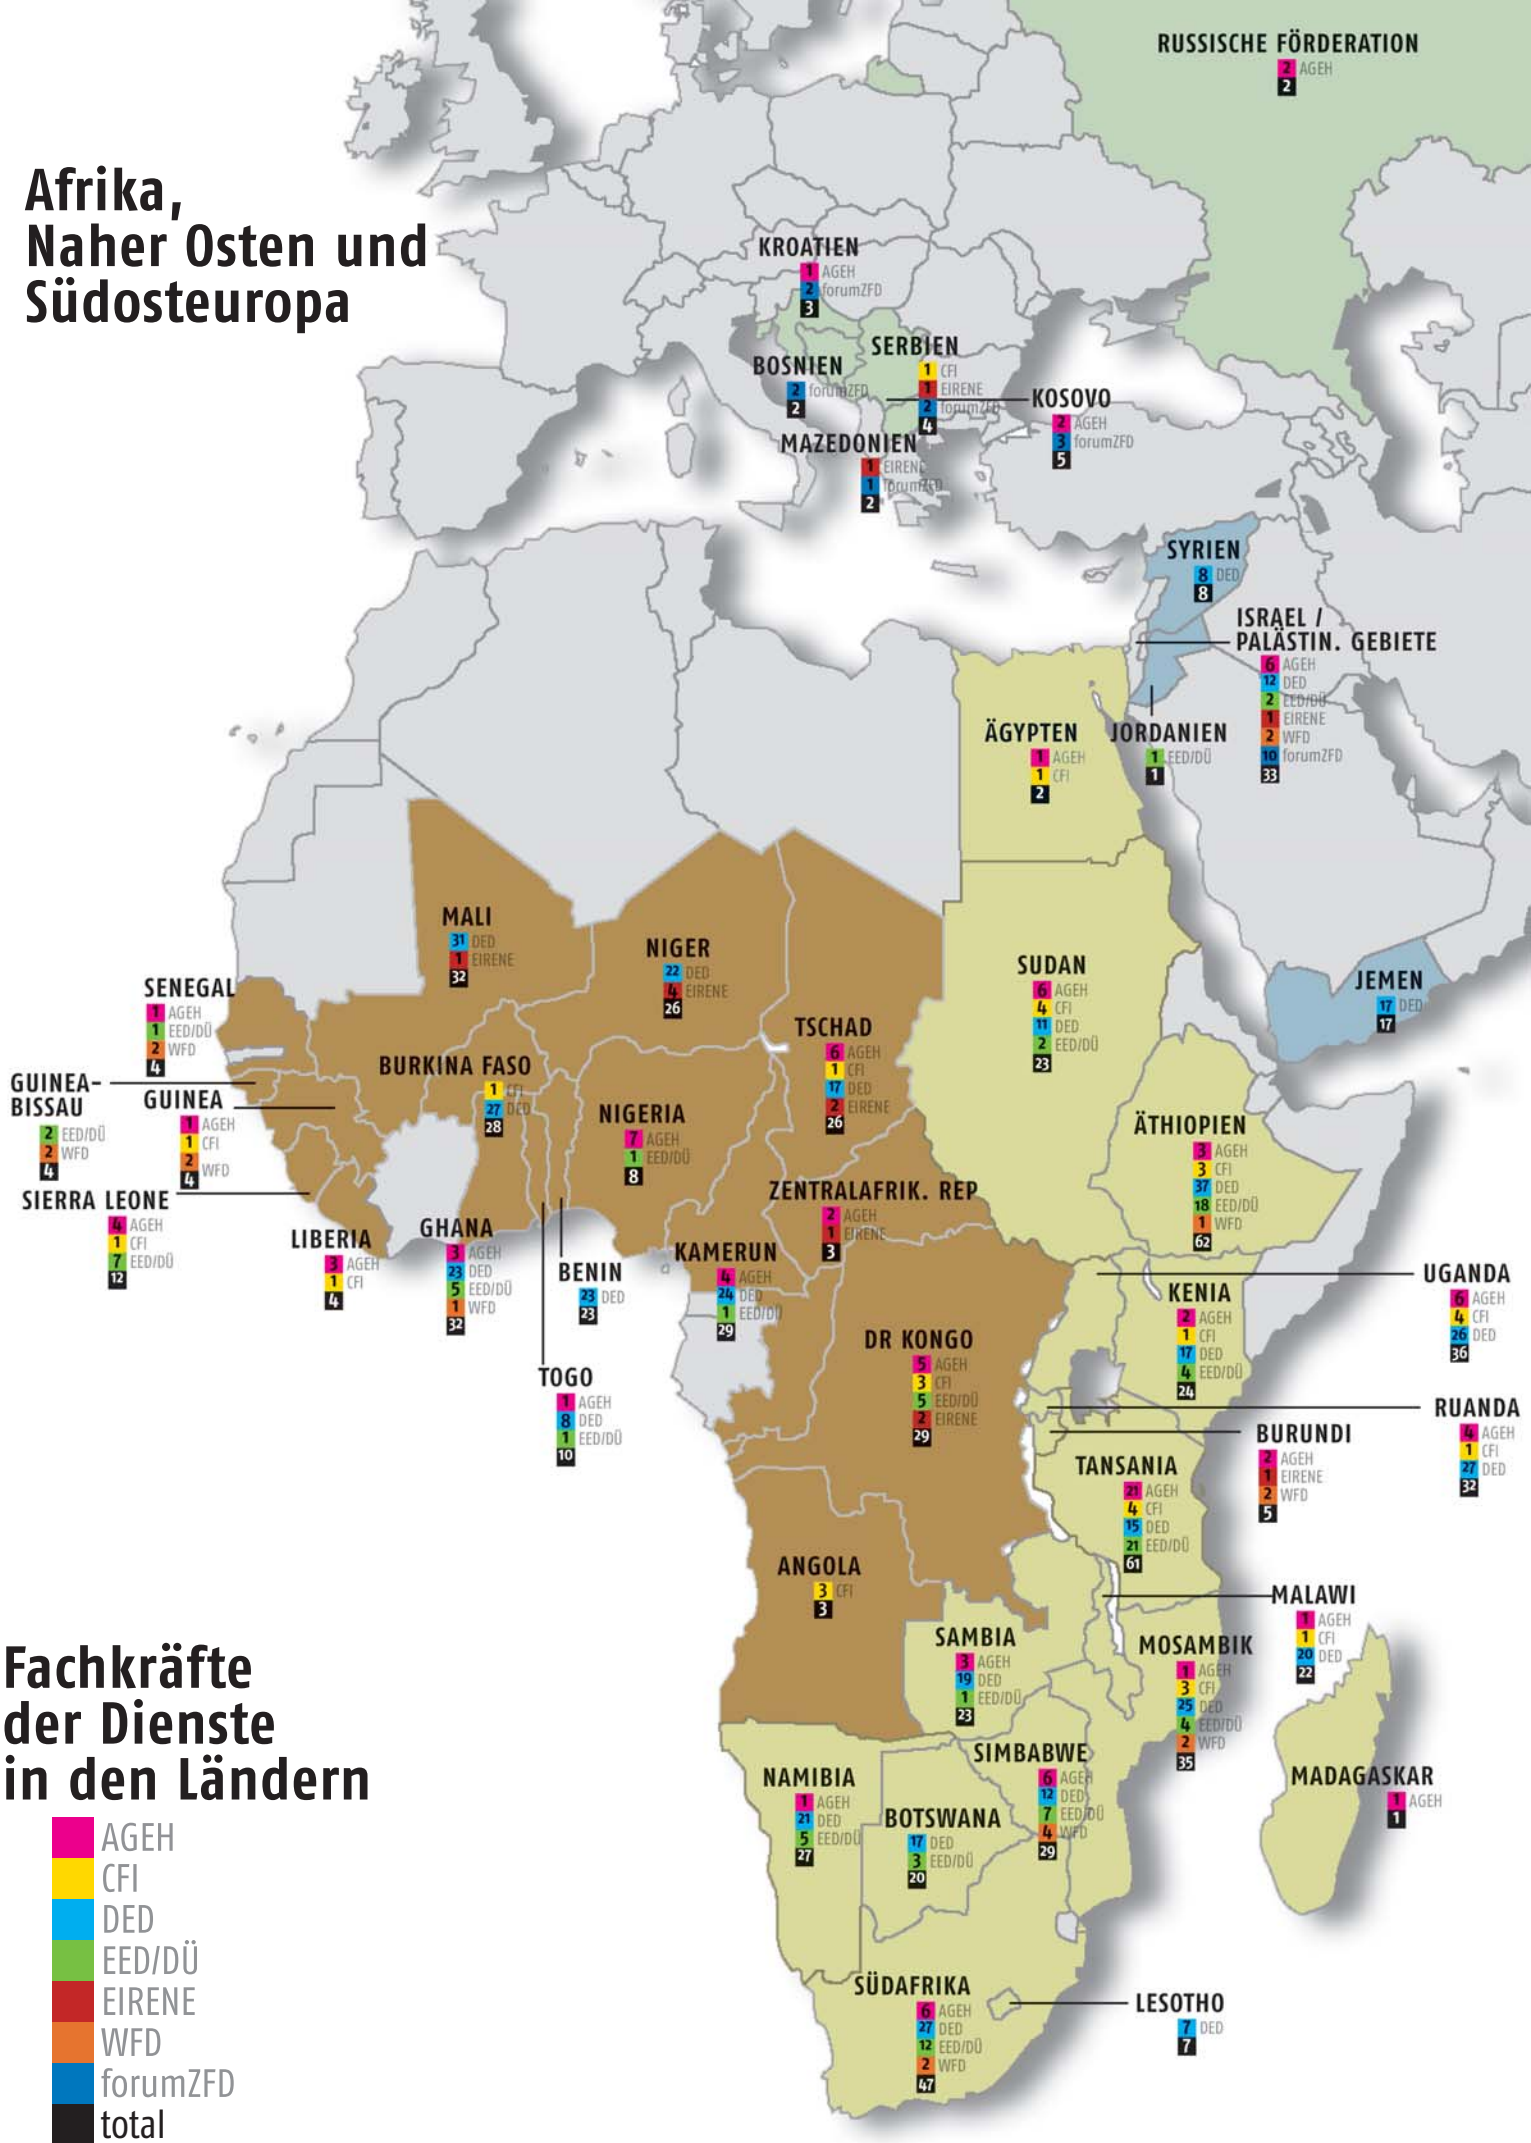 RUSSISCHE FÖRDERATION
2 AGEH
2
Afrika,
Naher Osten und
Südosteuropa
KROATIEN
1 AGEH
2 forumZFD
3
BOSNIEN
2 forumZFD
2
SERBIEN
1 CFI
1 EIRENE
2 forumZFD
4
KOSOVO
2 AGEH
3 forumZFD
5
MAZEDONIEN
1 EIRENE
1 forumZFD
2
SYRIEN
8 DED
8
ISRAEL /
PALÄSTIN. GEBIETE
6 AGEH
12 DED
2 EED/DÜ
1 EIRENE
2 WFD
10 forumZFD
33
ÄGYPTEN
1 AGEH
1 CFI
2
JORDANIEN
1 EED/DÜ
1
MALI
31 DED
1 EIRENE
32
NIGER
22 DED
4 EIRENE
26
SUDAN
6 AGEH
4 CFI
11 DED
2 EED/DÜ
23
JEMEN
17 DED
17
SENEGAL
1 AGEH
1 EED/DÜ
2 WFD
4
TSCHAD
6 AGEH
1 CFI
17 DED
2 EIRENE
26
BURKINA FASO
1 CFI
27 DED
28
GUINEA-
BISSAU
2 EED/DÜ
2 WFD
4
GUINEA
1 AGEH
1 CFI
2 WFD
4
NIGERIA
7 AGEH
1 EED/DÜ
8
ÄTHIOPIEN
3 AGEH
3 CFI
37 DED
18 EED/DÜ
1 WFD
62
SIERRA LEONE
4 AGEH
1 CFI
7 EED/DÜ
12
LIBERIA
3 AGEH
1 CFI
4
GHANA
3 AGEH
23 DED
5 EED/DÜ
1 WFD
32
ZENTRALAFRIK. REP
2 AGEH
1 EIRENE
3
BENIN
23 DED
23
KAMERUN
4 AGEH
24 DED
1 EED/DÜ
29
UGANDA
6 AGEH
4 CFI
26 DED
36
KENIA
2 AGEH
1 CFI
17 DED
4 EED/DÜ
24
DR KONGO
5 AGEH
3 CFI
5 EED/DÜ
2 EIRENE
29
TOGO
1 AGEH
8 DED
1 EED/DÜ
10
RUANDA
4 AGEH
1 CFI
27 DED
32
BURUNDI
2 AGEH
1 EIRENE
2 WFD
5
TANSANIA
21 AGEH
4 CFI
15 DED
21 EED/DÜ
61
ANGOLA
3 CFI
3
MALAWI
1 AGEH
1 CFI
20 DED
22
SAMBIA
3 AGEH
19 DED
1 EED/DÜ
23
MOSAMBIK
1 AGEH
3 CFI
25 DED
4 EED/DÜ
2 WFD
35
SIMBABWE
6 AGEH
12 DED
7 EED/DÜ
4 WFD
29
MADAGASKAR
1 AGEH
1
NAMIBIA
1 AGEH
21 DED
5 EED/DÜ
27
BOTSWANA
17 DED
3 EED/DÜ
20
SÜDAFRIKA
6 AGEH
27 DED
12 EED/DÜ
2 WFD
47
LESOTHO
7 DED
7
Fachkräfte
der Dienste
in den Ländern
AGEH
CFI
DED
EED/DÜ
EIRENE
WFD
forumZFD
total